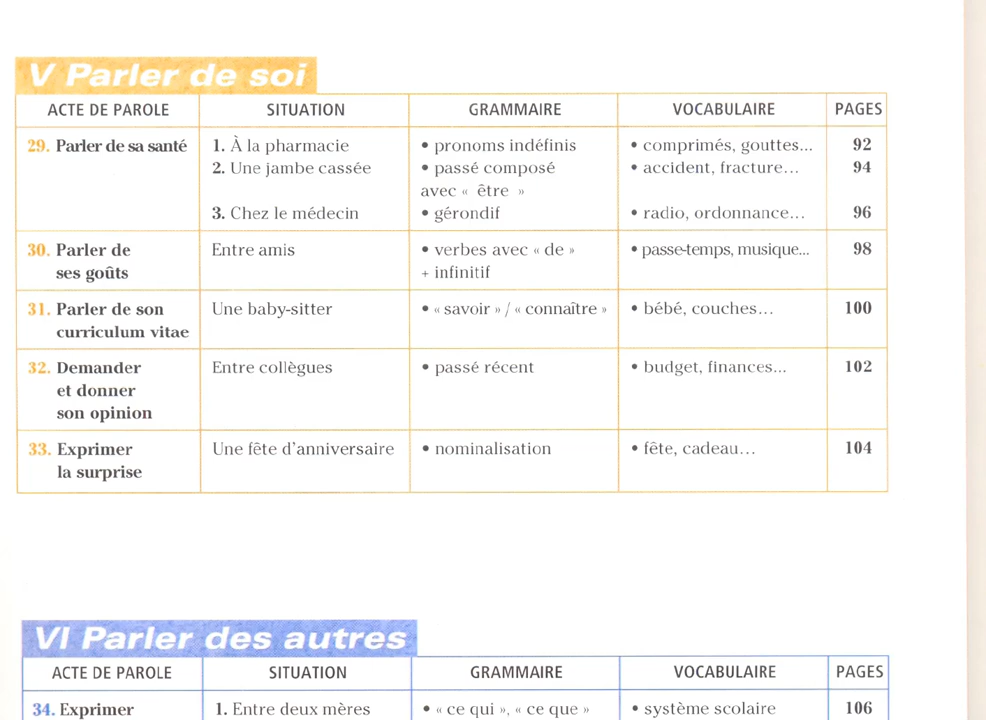 V Parler de soi
ACTE DE PAROLE SITUATION GRAMMAIRE VOCABULAIRE PAGES
29. Parler de sa santé 1. À la pharmacie • pronoms indéfinis • comprimés, gouttes... 92
2. Une jambe cassée • passé composé • accident, fracture... 94
avec « être »
3. Chez le médecin • gérondif • radio, ordonnance... 96
30. Parler de Entre amis • verbes avec « de » • passe-temps, musique... 98
ses goûts + infinitif
31. Parler de son Une baby-sitter • « savoir » / « connaître » • bébé, couches... 100
curriculum vitae
32. Demander Entre collègues • passé récent • budget, finances... 102
et donner
son opinion
33. Exprimer Une fête d'anniversaire • nominalisation • fête, cadeau... 104
la surprise
VI Parler des autres
ACTE DE PAROLE SITUATION GRAMMAIRE VOCABULAIRE PAGES
34. Exprimer 1. Entre deux mères • « ce qui », « ce que » • système scolaire 106